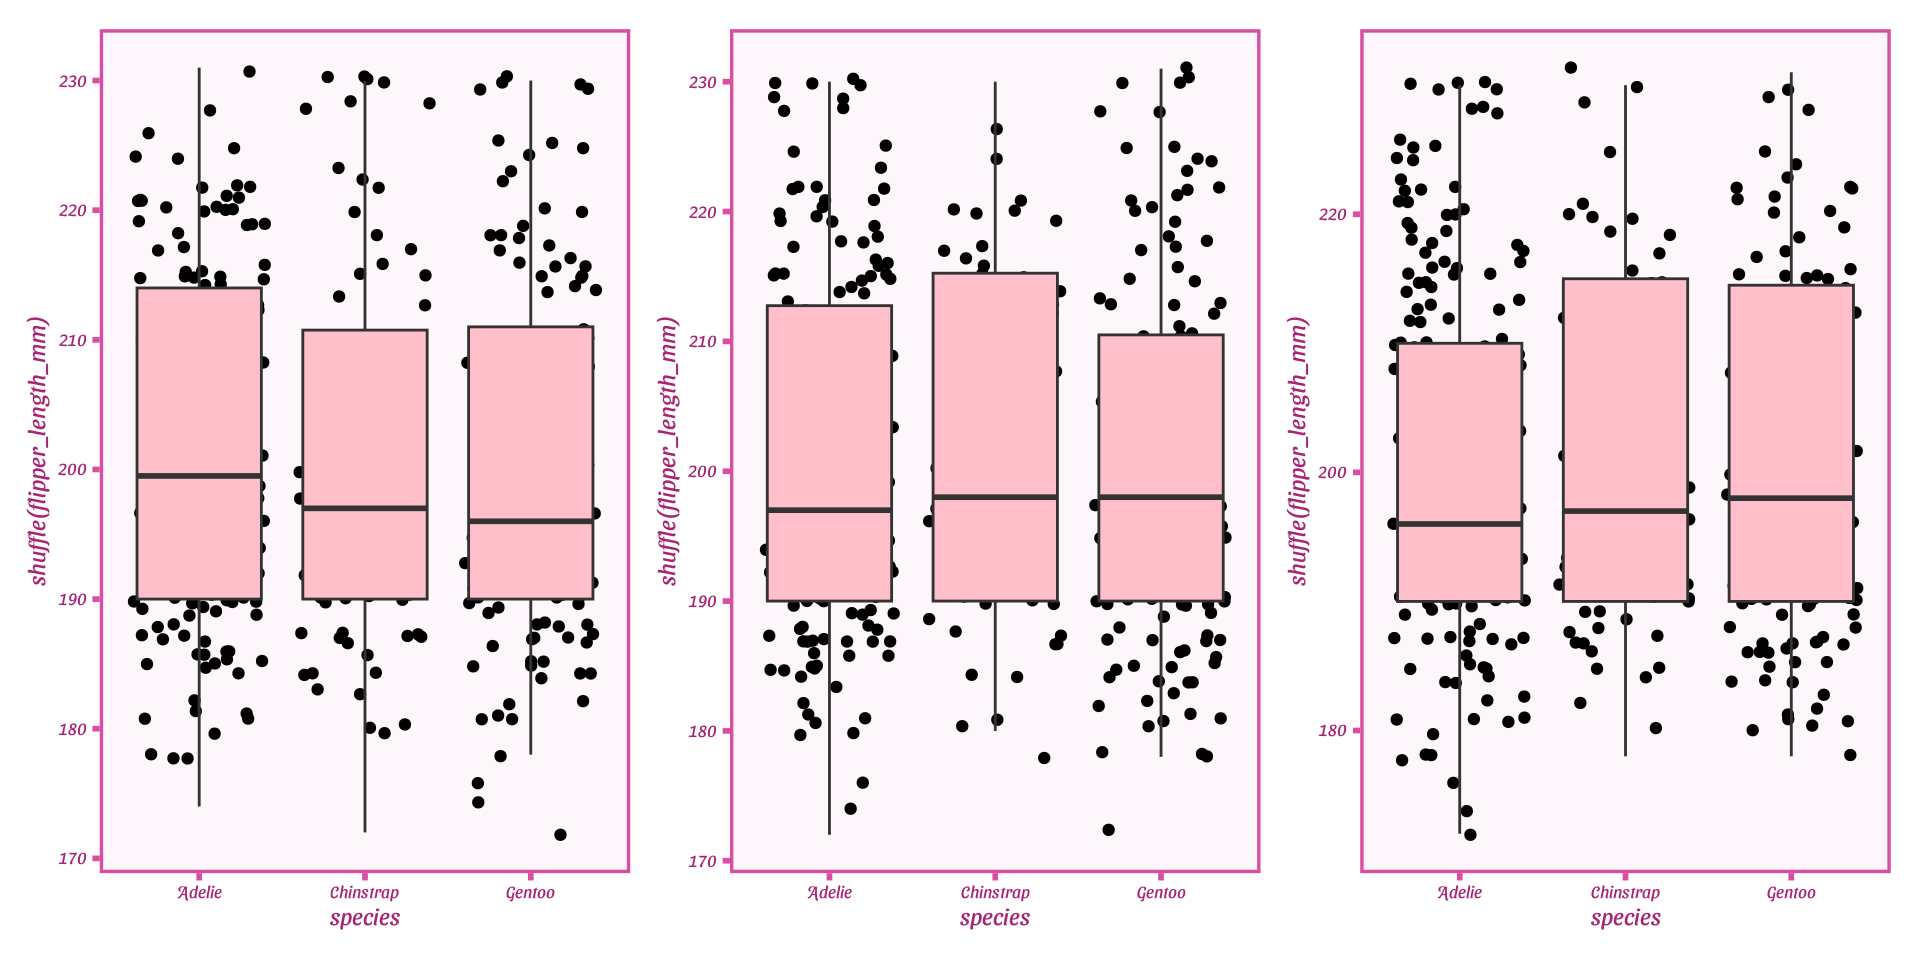 shuffle(flipper_length_mm)
230
220
210
200
190
180
170
Adelie Chinstrap Gentoo
species
shuffle(flipper_length_mm)
230
220
210
200
190
180
170
Adelie Chinstrap Gentoo
species
shuffle(flipper_length_mm)
220
200
180
Adelie Chinstrap Gentoo
species